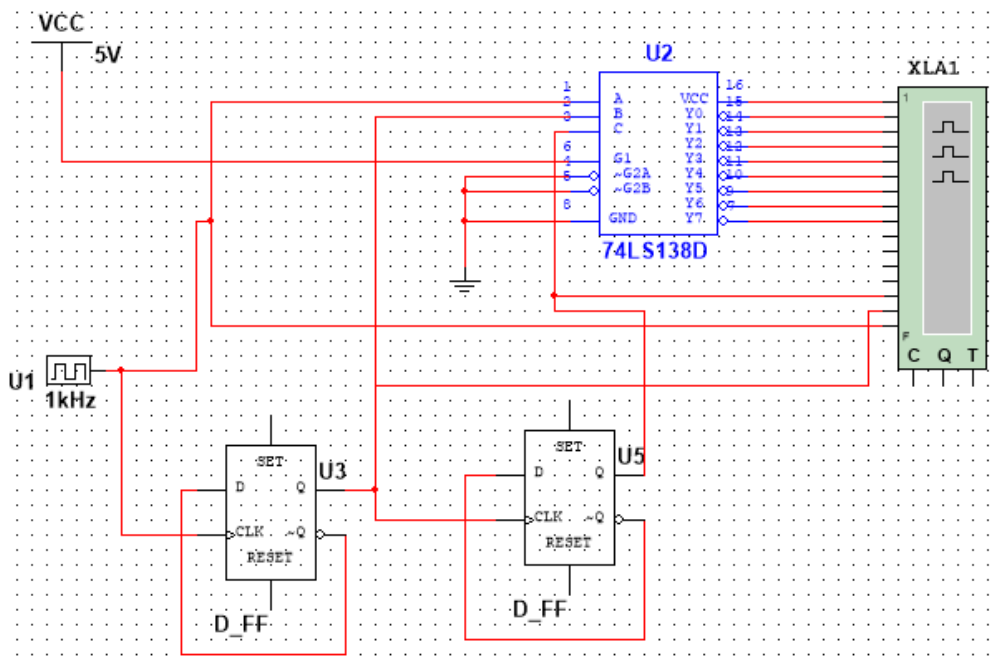 VCC
5V
U2
XLA1
1
2
3
6
4
5
8
A
B
C
G1
~G2A
~G2B
GND
VCC
Y0
Y1
Y2
Y3
Y4
Y5
Y6
Y7
16
15
14
13
12
11
10
9
7
74LS138D
1
F
C Q T
U1
1kHz
SET
U3
D Q
CLK ~Q
RESET
D_FF
SET
U5
D Q
CLK ~Q
RESET
D_FF